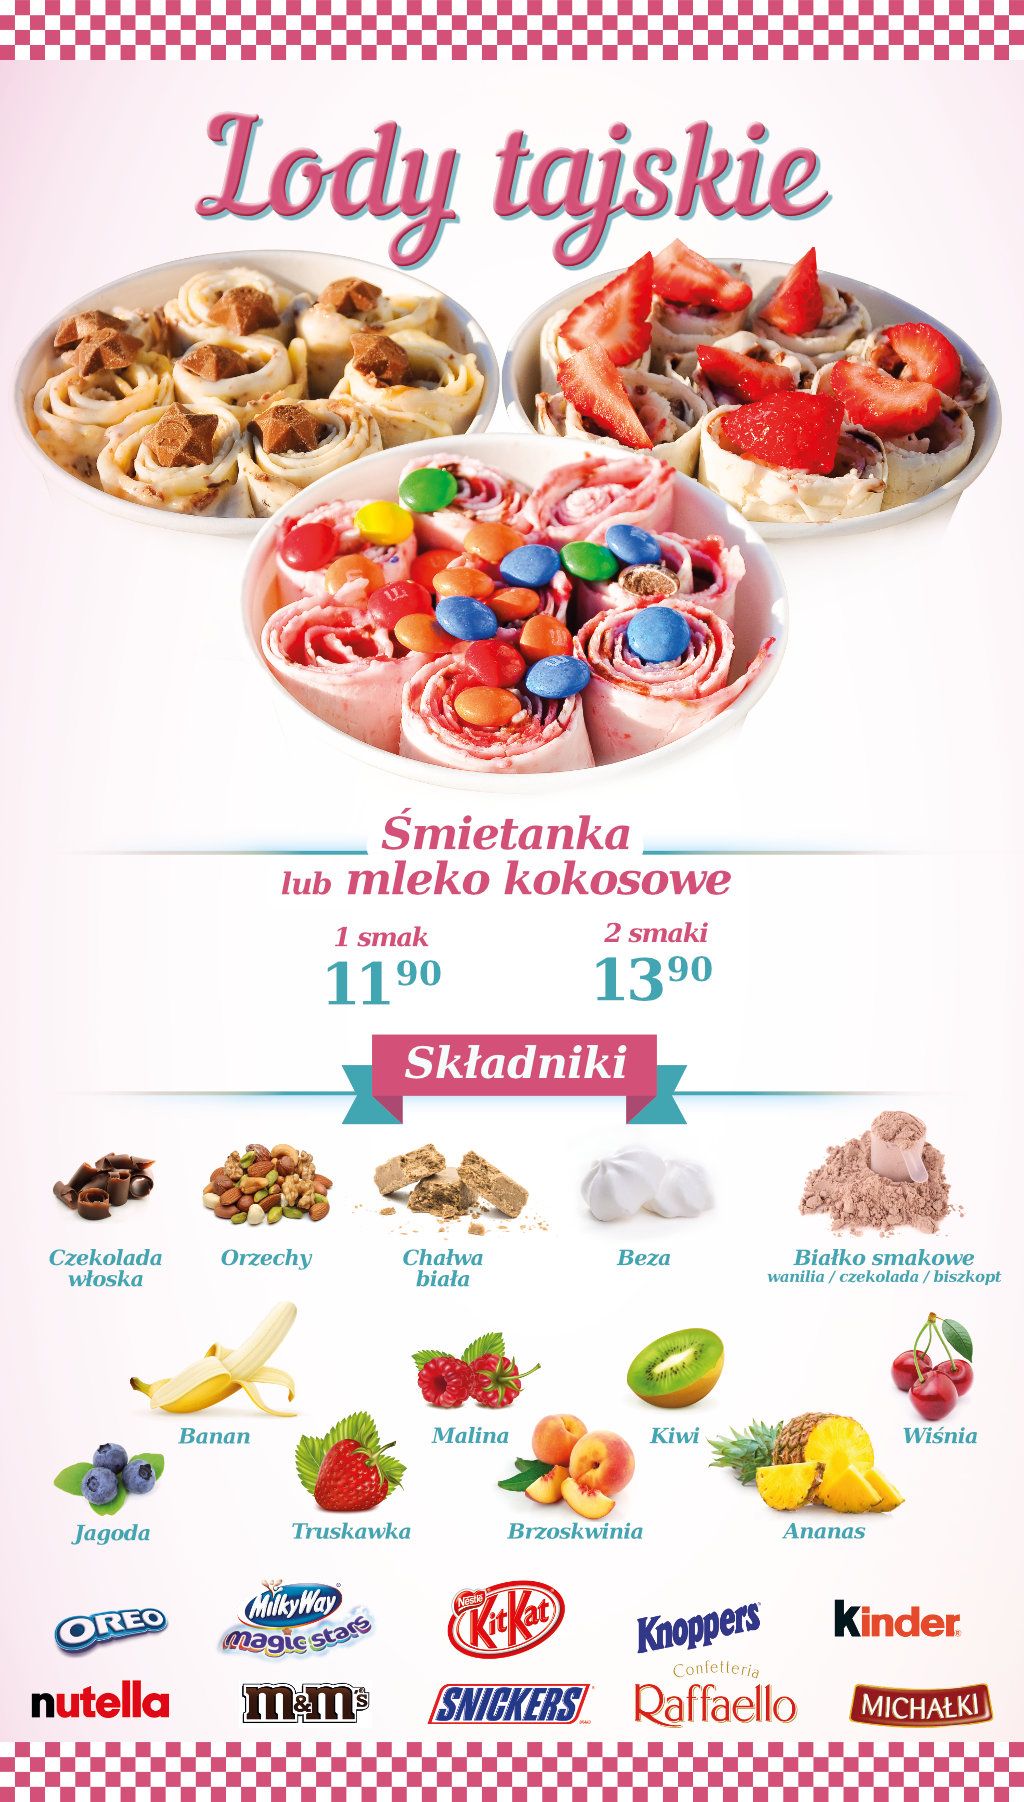 Lody tajskie
Śmietanka
lub mleko kokosowe
1 smak
2 smaki
11 90
13 90
Składniki
Czekolada
włoska
Orzechy
Chałwa
biała
Beza
Białko smakowe
wanilia / czekolada / biszkopt
Banan
Malina
Kiwi
Wiśnia
Jagoda
Truskawka
Brzoskwinia
Ananas
OREO
MilkyWay
magic stars
Nestlé
KitKat
Knoppers
Kinder
nutella
m&m's
SNICKERS
Confetteria
Raffaello
MICHAŁKI